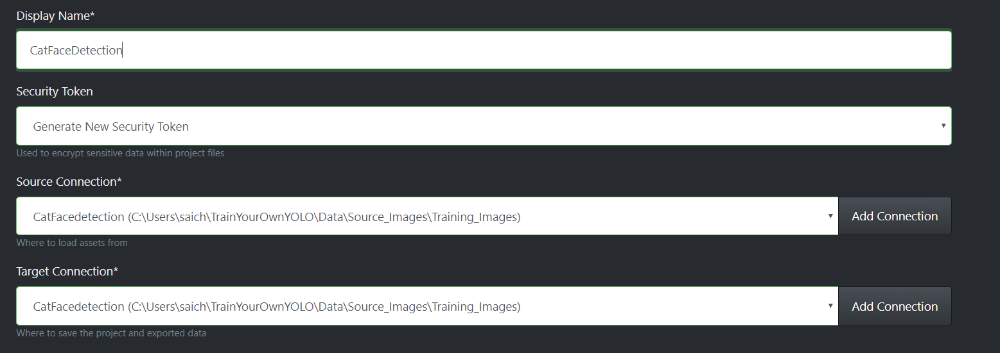 Display Name*
CatFaceDetection
Security Token
Generate New Security Token
Used to encrypt sensitive data within project files
Source Connection*
CatFacedetection (C:\Users\saich\TrainYourOwnYOLO\Data\Source_Images\Training_Images)
Add Connection
Where to load assets from
Target Connection*
CatFacedetection (C:\Users\saich\TrainYourOwnYOLO\Data\Source_Images\Training_Images)
Add Connection
Where to save the project and exported data